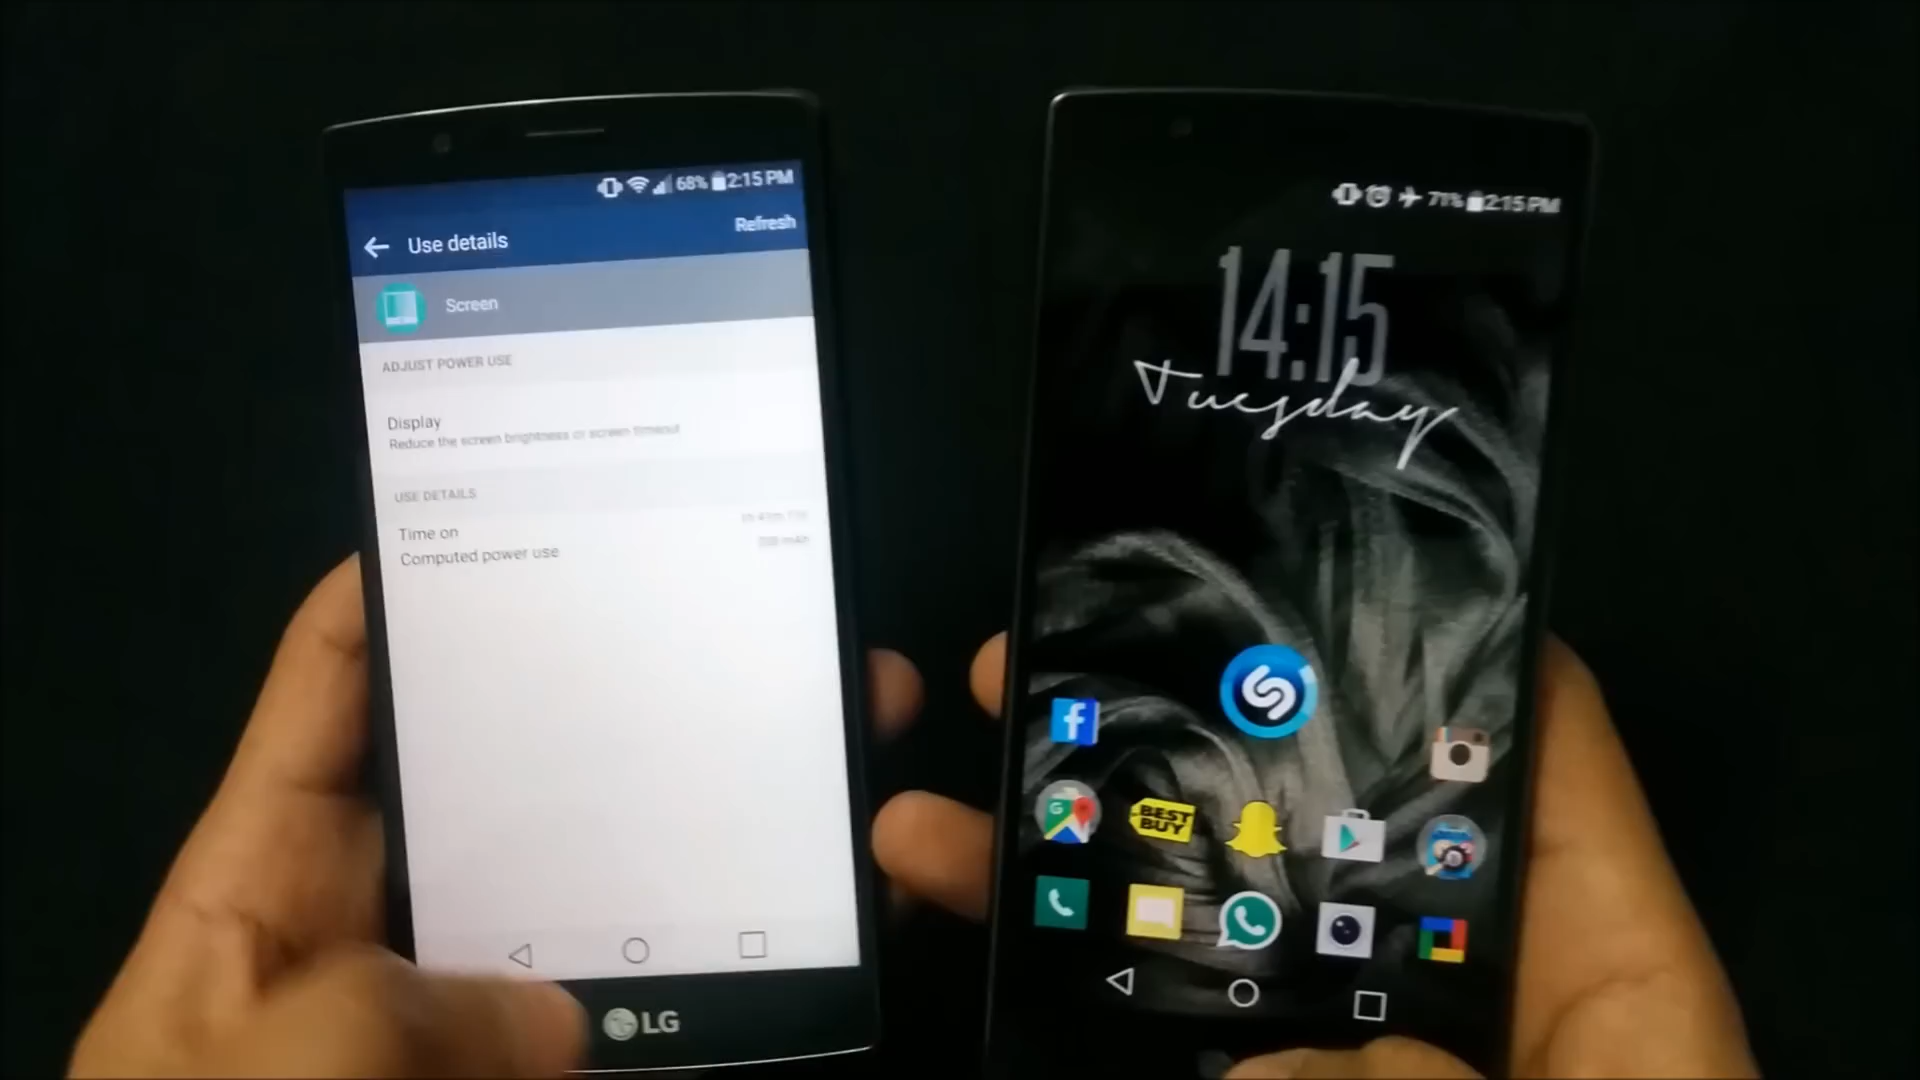 68% 2:15 PM
Use details
Refresh
Screen
ADJUST POWER USE
Display
Reduce the screen brightness or screen timeout
USE DETAILS
Time on
Computed power use
LG
71% 2:15 PM
14:15
Tuesday
f
G
BEST
BUY